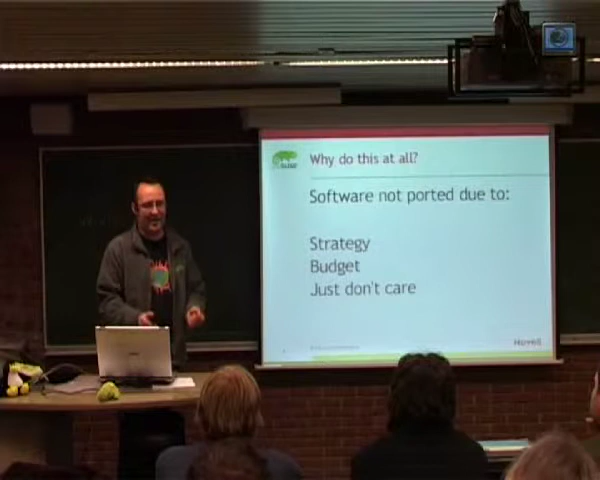 Why do this at all?
Software not ported due to:
Strategy
Budget
Just don't care
Novell